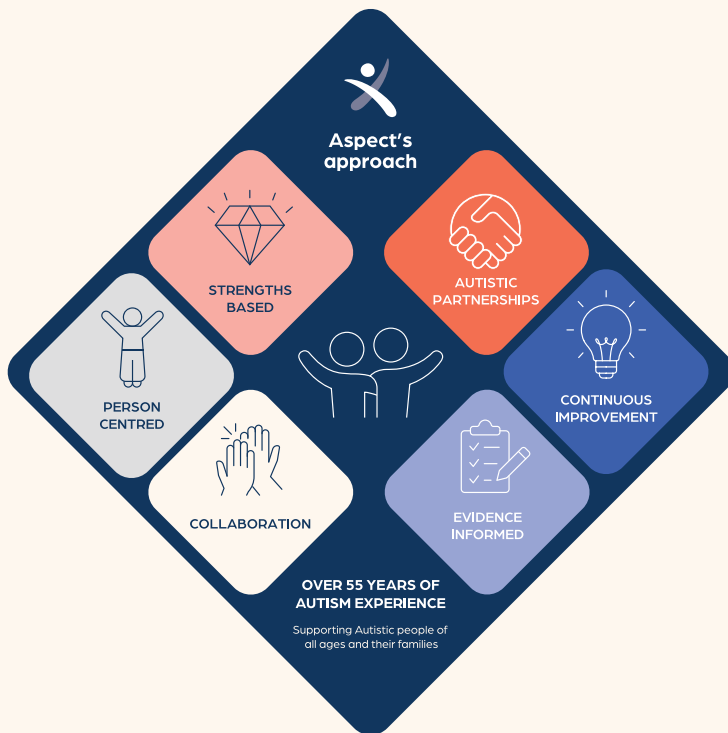 Aspect's
approach
STRENGTHS
BASED
AUTISTIC
PARTNERSHIPS
PERSON
CENTRED
CONTINUOUS
IMPROVEMENT
COLLABORATION
EVIDENCE
INFORMED
OVER 55 YEARS OF
AUTISM EXPERIENCE
Supporting Autistic people of
all ages and their families